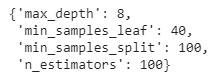 {'max_depth': 8,
'min_samples_leaf': 40,
'min_samples_split': 100,
'n_estimators': 100}